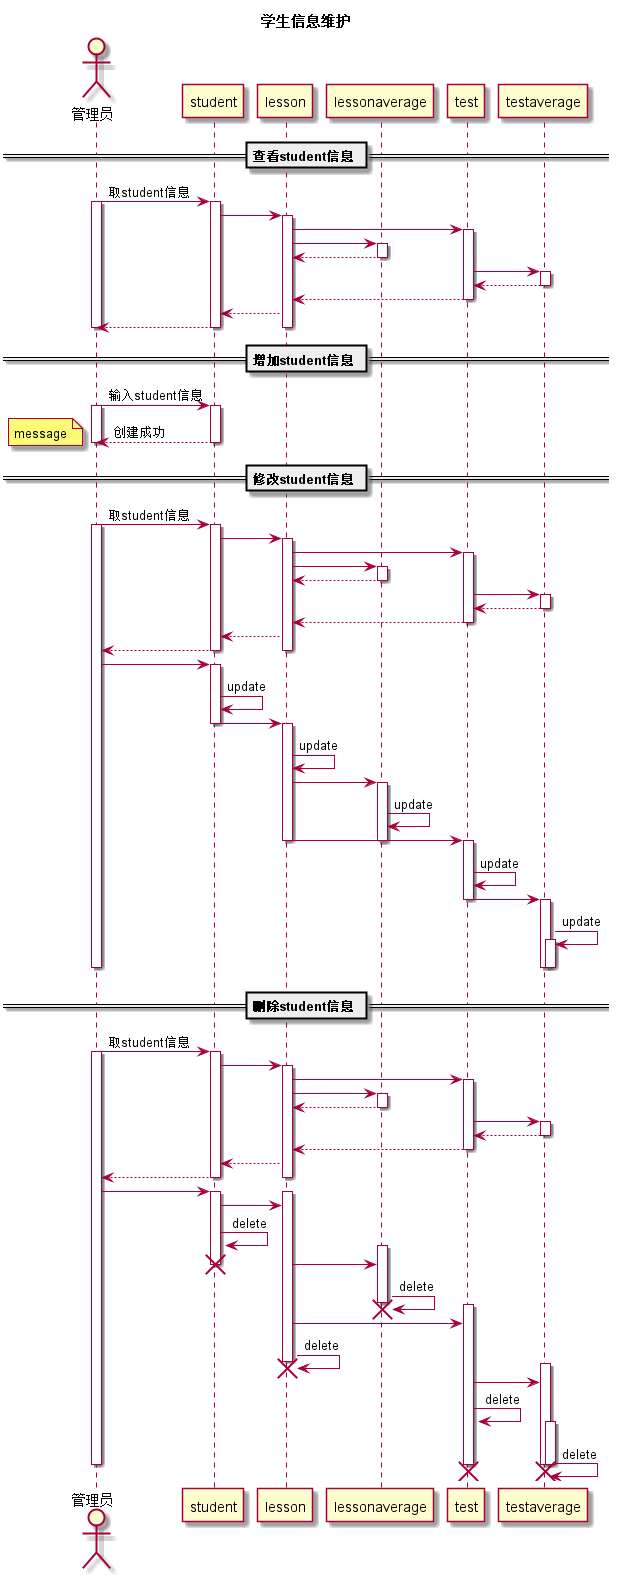 学生信息维护
管理员
student
lesson
lessonaverage
test
testaverage
查看student信息
取student信息
增加student信息
输入student信息
message
创建成功
修改student信息
取student信息
update
update
update
update
update
删除student信息
取student信息
delete
delete
delete
delete
delete
管理员
student
lesson
lessonaverage
test
testaverage